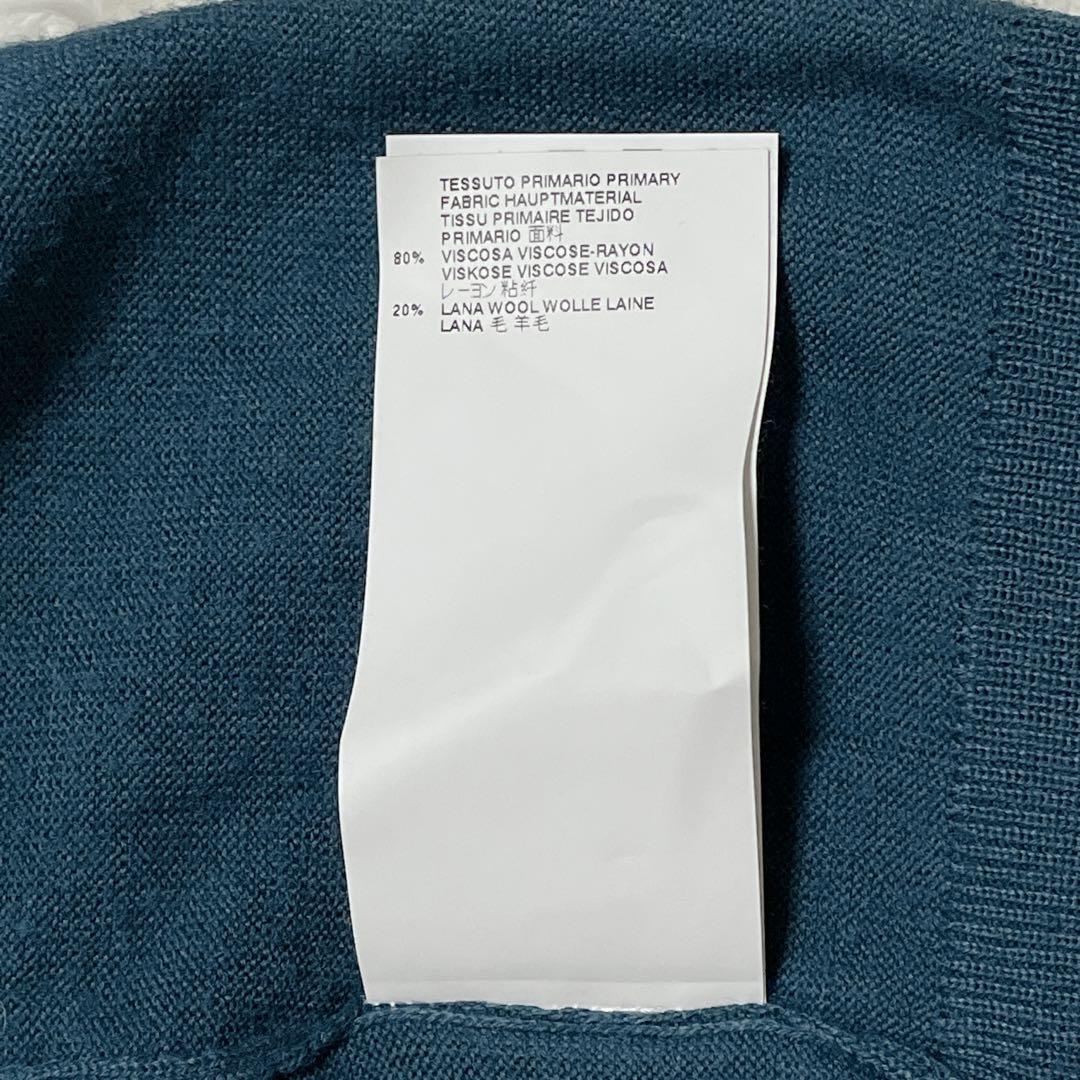 TESSUTO PRIMARIO PRIMARY
FABRIC HAUPTMATERIAL
TISSU PRIMAIRE TEJIDO
PRIMARIO 面料
80% VISCOSA VISCOSE-RAYON
VISKOSE VISCOSE VISCOSA
レーヨン 粘纤
20% LANA WOOL WOLLE LAINE
LANA 毛 羊毛